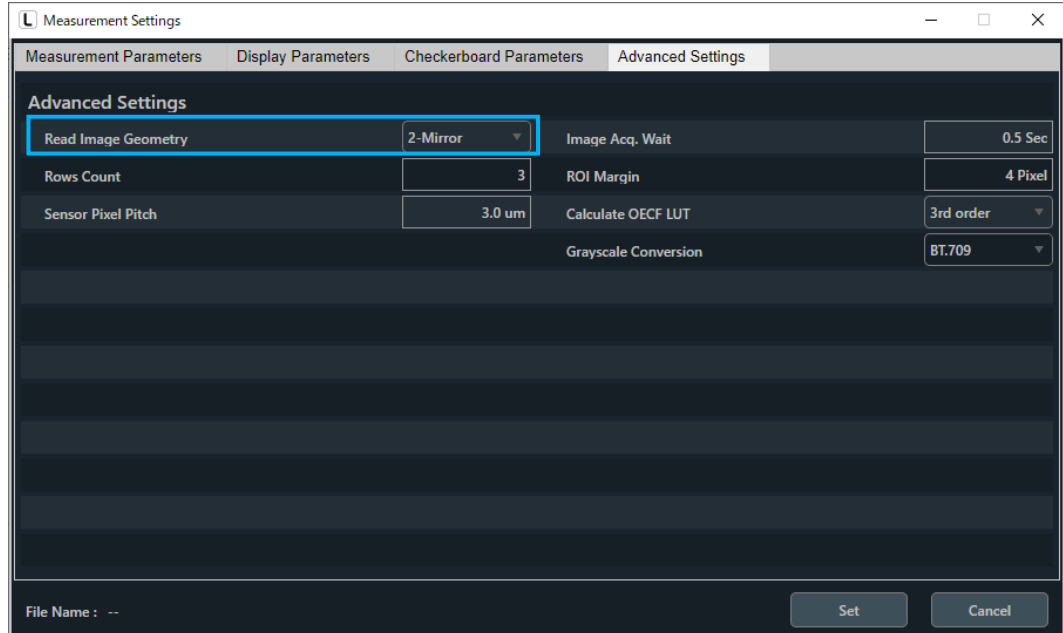 L Measurement Settings
Measurement Parameters Display Parameters Checkerboard Parameters Advanced Settings
Advanced Settings
Read Image Geometry 2-Mirror Image Acq. Wait 0.5 Sec
Rows Count 3 ROI Margin 4 Pixel
Sensor Pixel Pitch 3.0 um Calculate OECF LUT 3rd order
Grayscale Conversion BT.709
File Name : -- Set Cancel